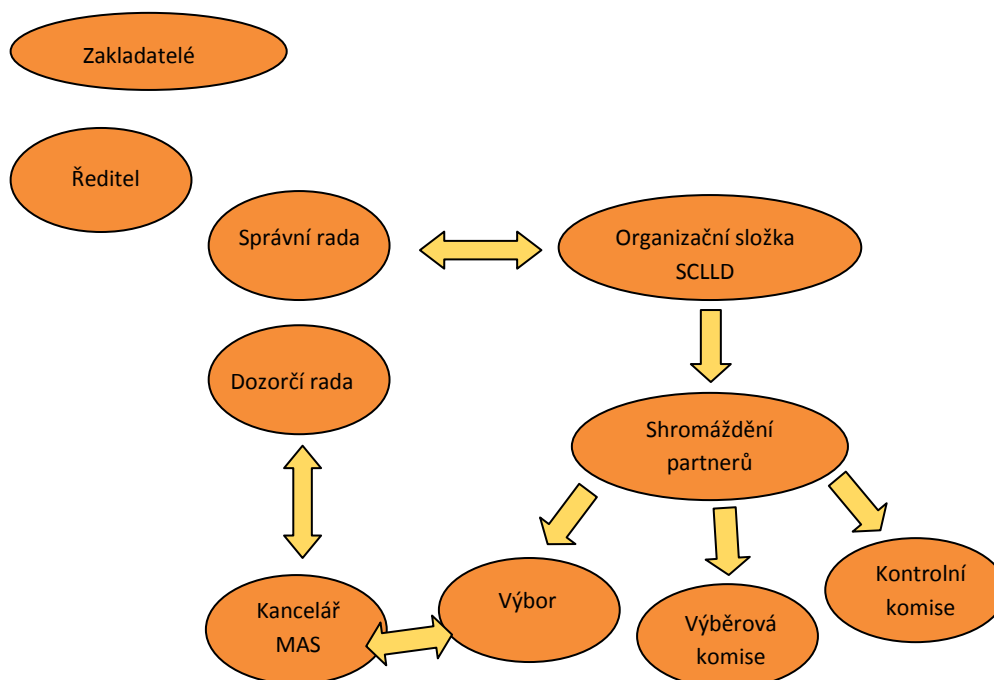 Zakladatelé
Ředitel
Správní rada
Organizační složka
SCLLD
Dozorčí rada
Shromáždění
partnerů
Kancelář
MAS
Výbor
Výběrová
komise
Kontrolní
komise